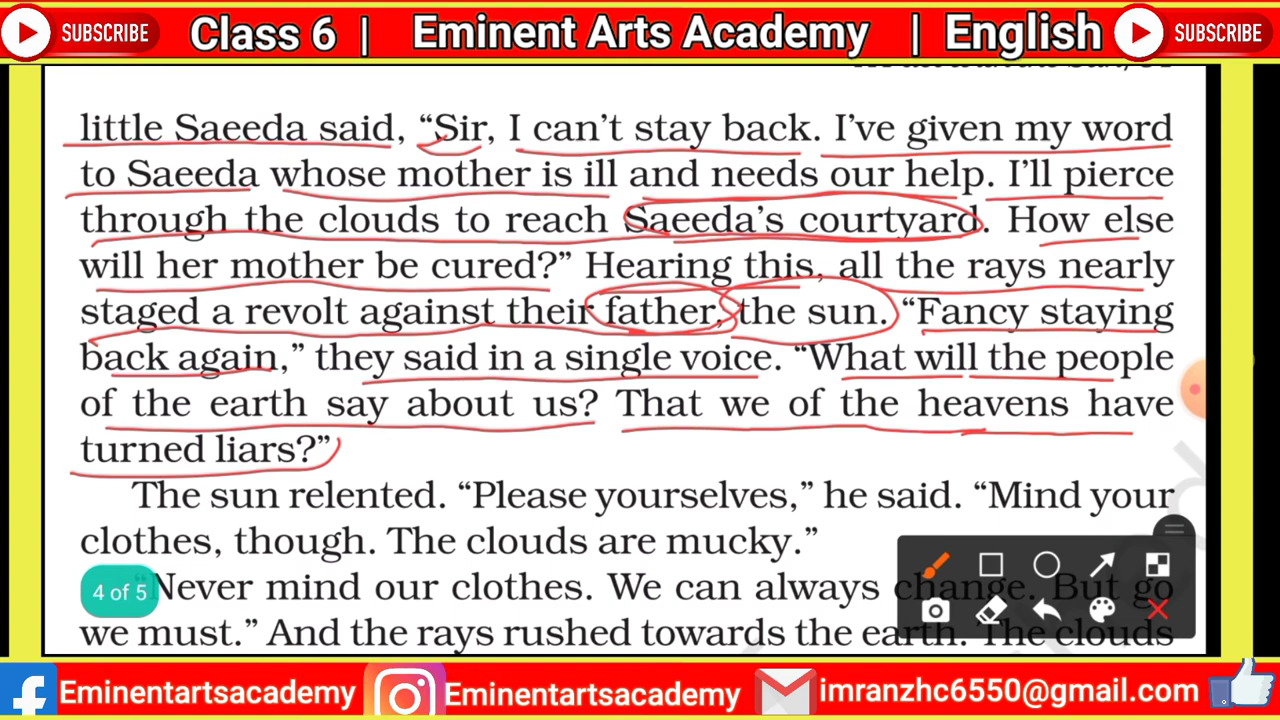 SUBSCRIBE Class 6 | Eminent Arts Academy | English SUBSCRIBE
little Saeeda said, “Sir, I can’t stay back. I’ve given my word
to Saeeda whose mother is ill and needs our help. I’ll pierce
through the clouds to reach Saeeda’s courtyard. How else
will her mother be cured?” Hearing this, all the rays nearly
staged a revolt against their father, the sun. “Fancy staying
back again,” they said in a single voice. “What will the people
of the earth say about us? That we of the heavens have
turned liars?”
The sun relented. “Please yourselves,” he said. “Mind your
clothes, though. The clouds are mucky.”
“Never mind our clothes. We can always change. But go
4 of 5
we must.” And the rays rushed towards the earth. The clouds
Eminentartsacademy Eminentartsacademy imranzhc6550@gmail.com